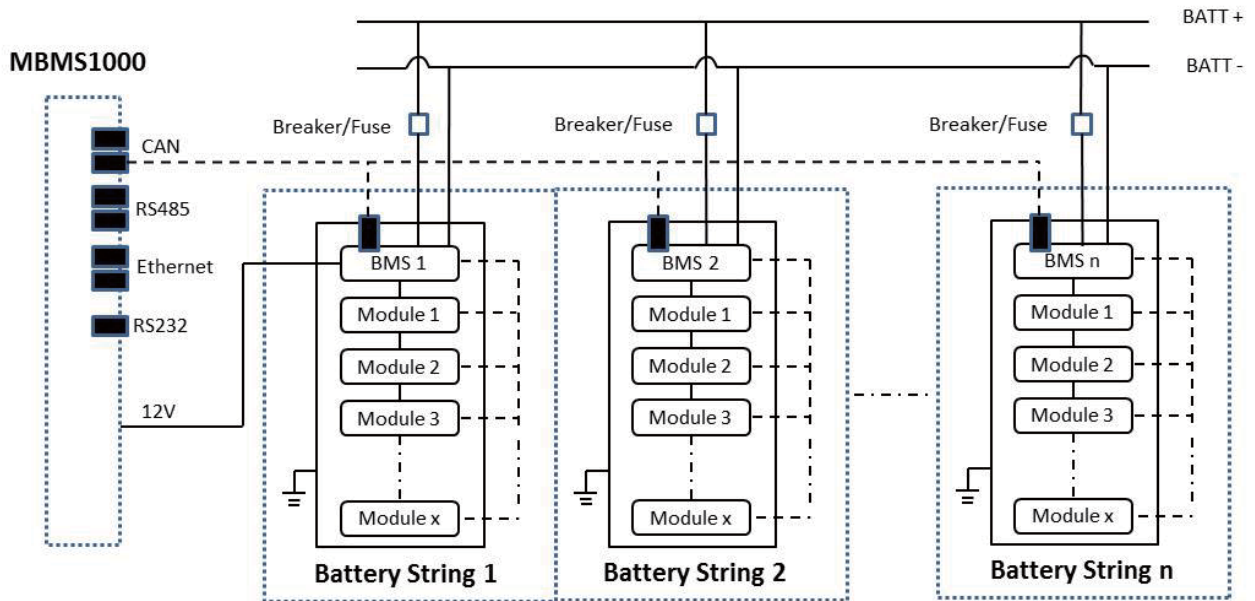 BATT +
MBMS1000
BATT -
Breaker/Fuse
Breaker/Fuse
Breaker/Fuse
CAN
RS485
Ethernet
RS232
12V
BMS 1
Module 1
Module 2
Module 3
Module x
Battery String 1
BMS 2
Module 1
Module 2
Module 3
Module x
Battery String 2
BMS n
Module 1
Module 2
Module 3
Module x
Battery String n